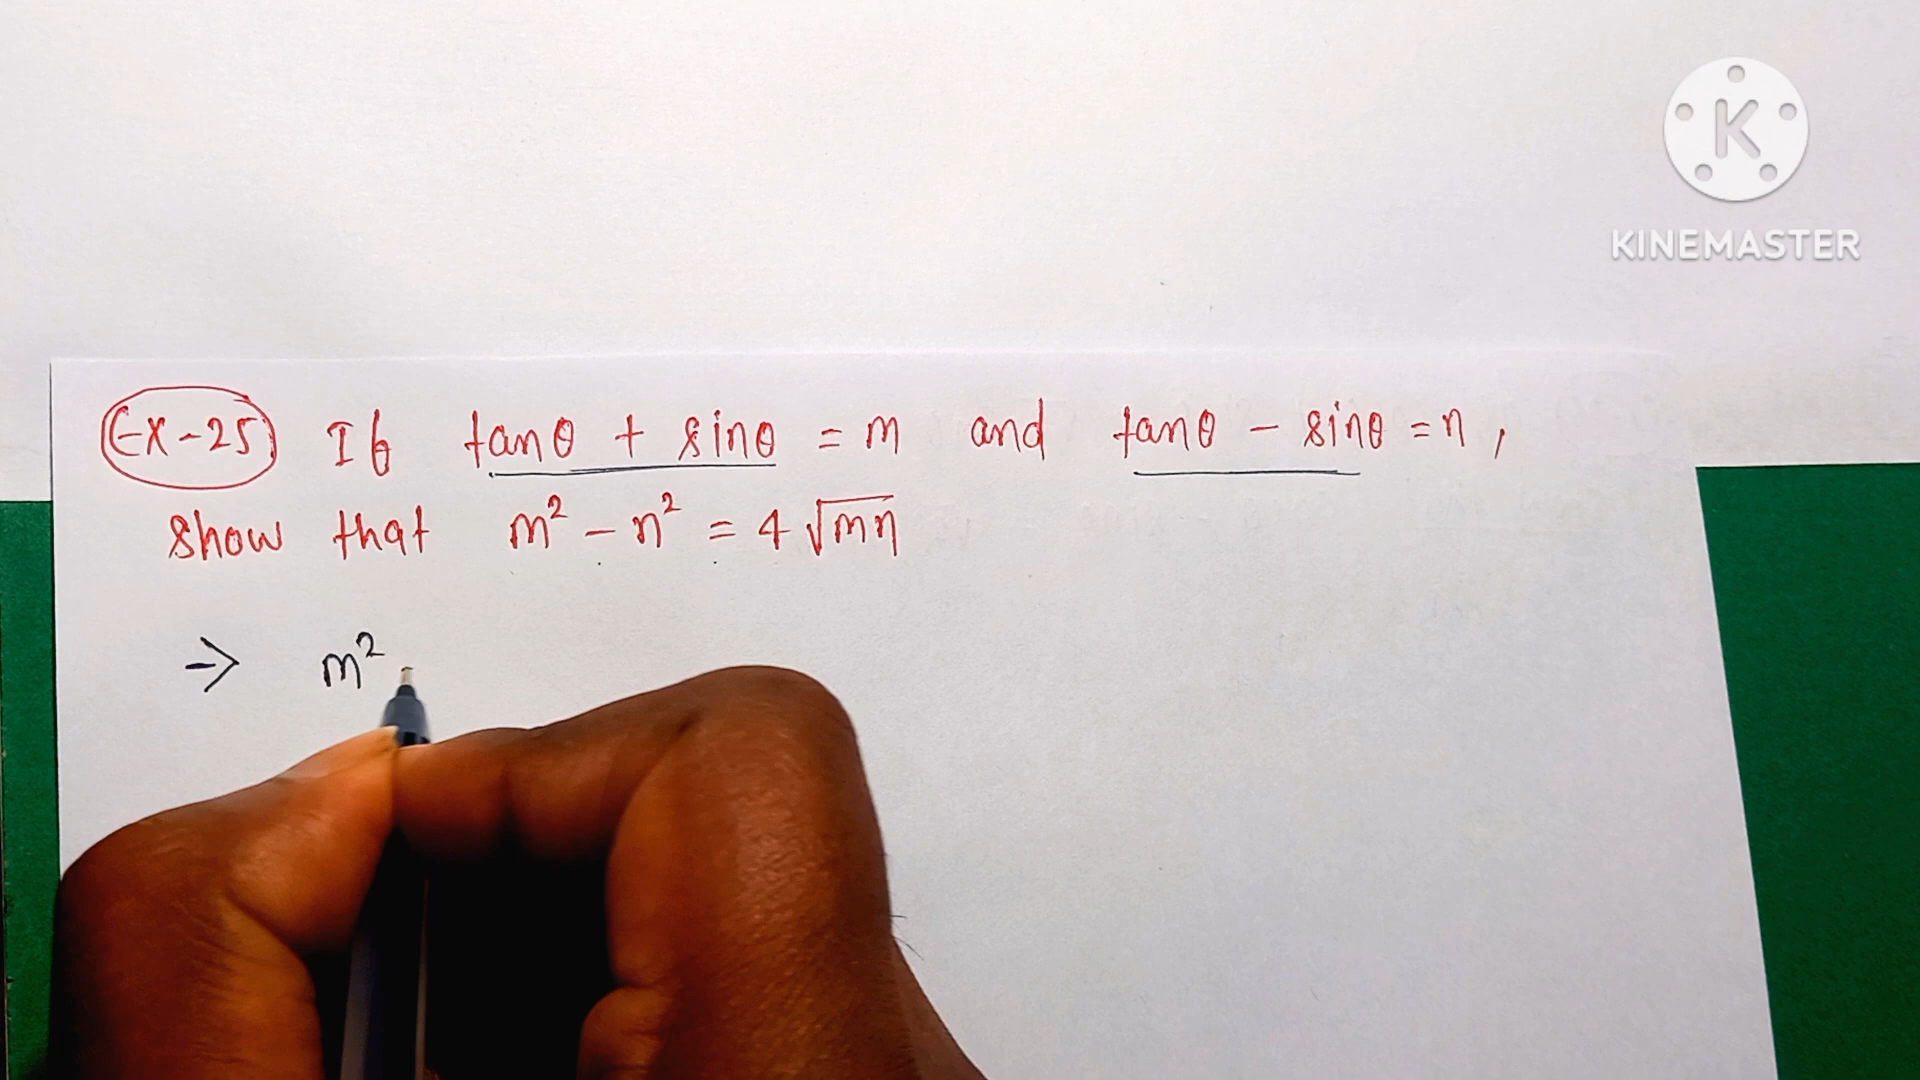 K
KINEMASTER
Ex-25 If tanθ + sinθ = m and tanθ - sinθ = n,
show that m² - n² = 4 √mn
→ m²